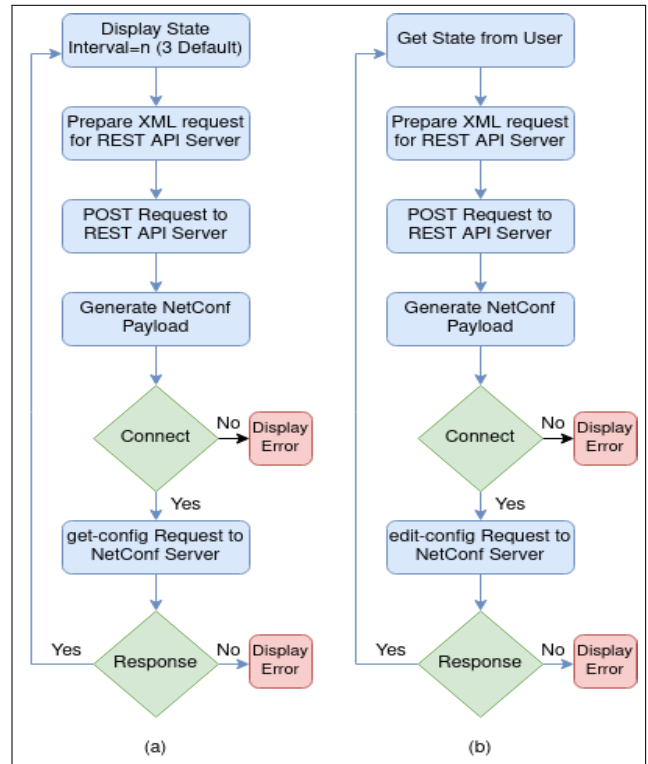 Display State
Interval=n (3 Default)
Prepare XML request
for REST API Server
POST Request to
REST API Server
Generate NetConf
Payload
Connect
No
Display
Error
Yes
get-config Request to
NetConf Server
Yes
Response
No
Display
Error
(a)
Get State from User
Prepare XML request
for REST API Server
POST Request to
REST API Server
Generate NetConf
Payload
Connect
No
Display
Error
Yes
edit-config Request to
NetConf Server
Yes
Response
No
Display
Error
(b)